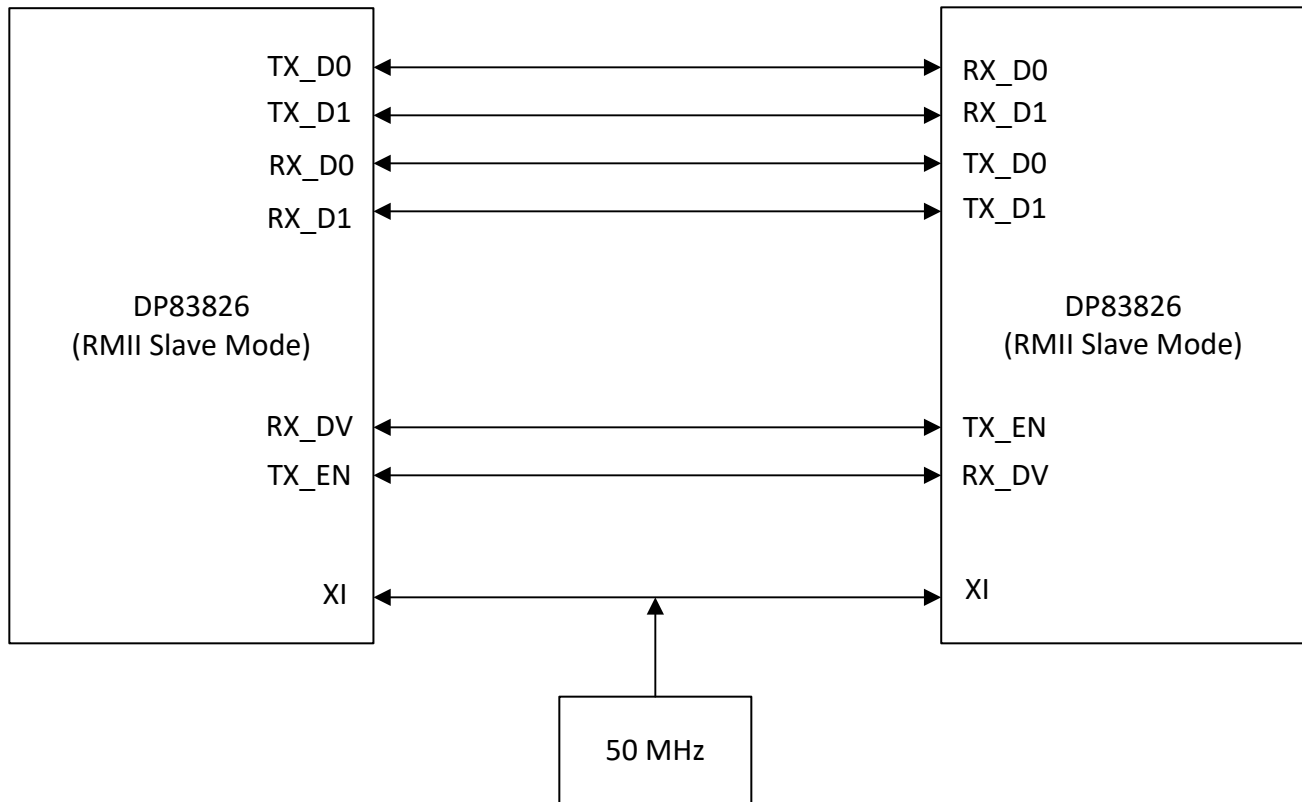 TX_D0
TX_D1
RX_D0
RX_D1
DP83826
(RMII Slave Mode)
RX_DV
TX_EN
XI
RX_D0
RX_D1
TX_D0
TX_D1
DP83826
(RMII Slave Mode)
TX_EN
RX_DV
XI
50 MHz